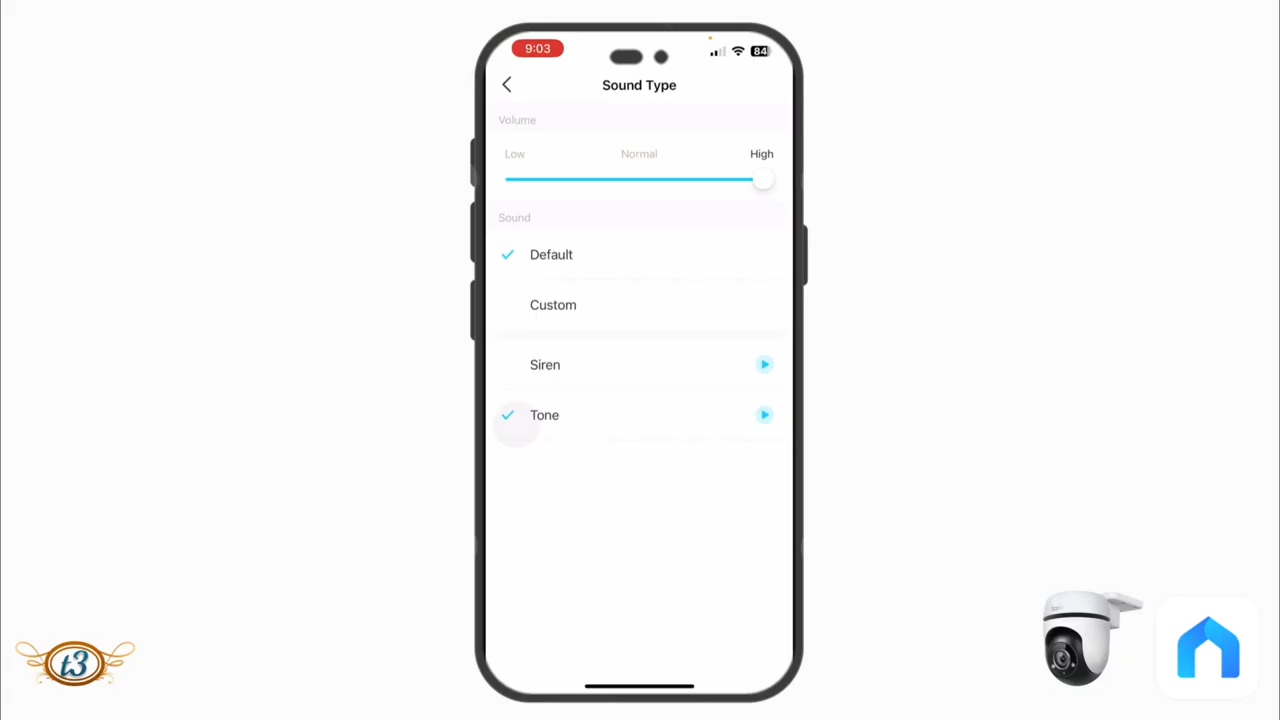 9:03
84
Sound Type
Volume
Low Normal High
Sound
Default
Custom
Siren
Tone
t3